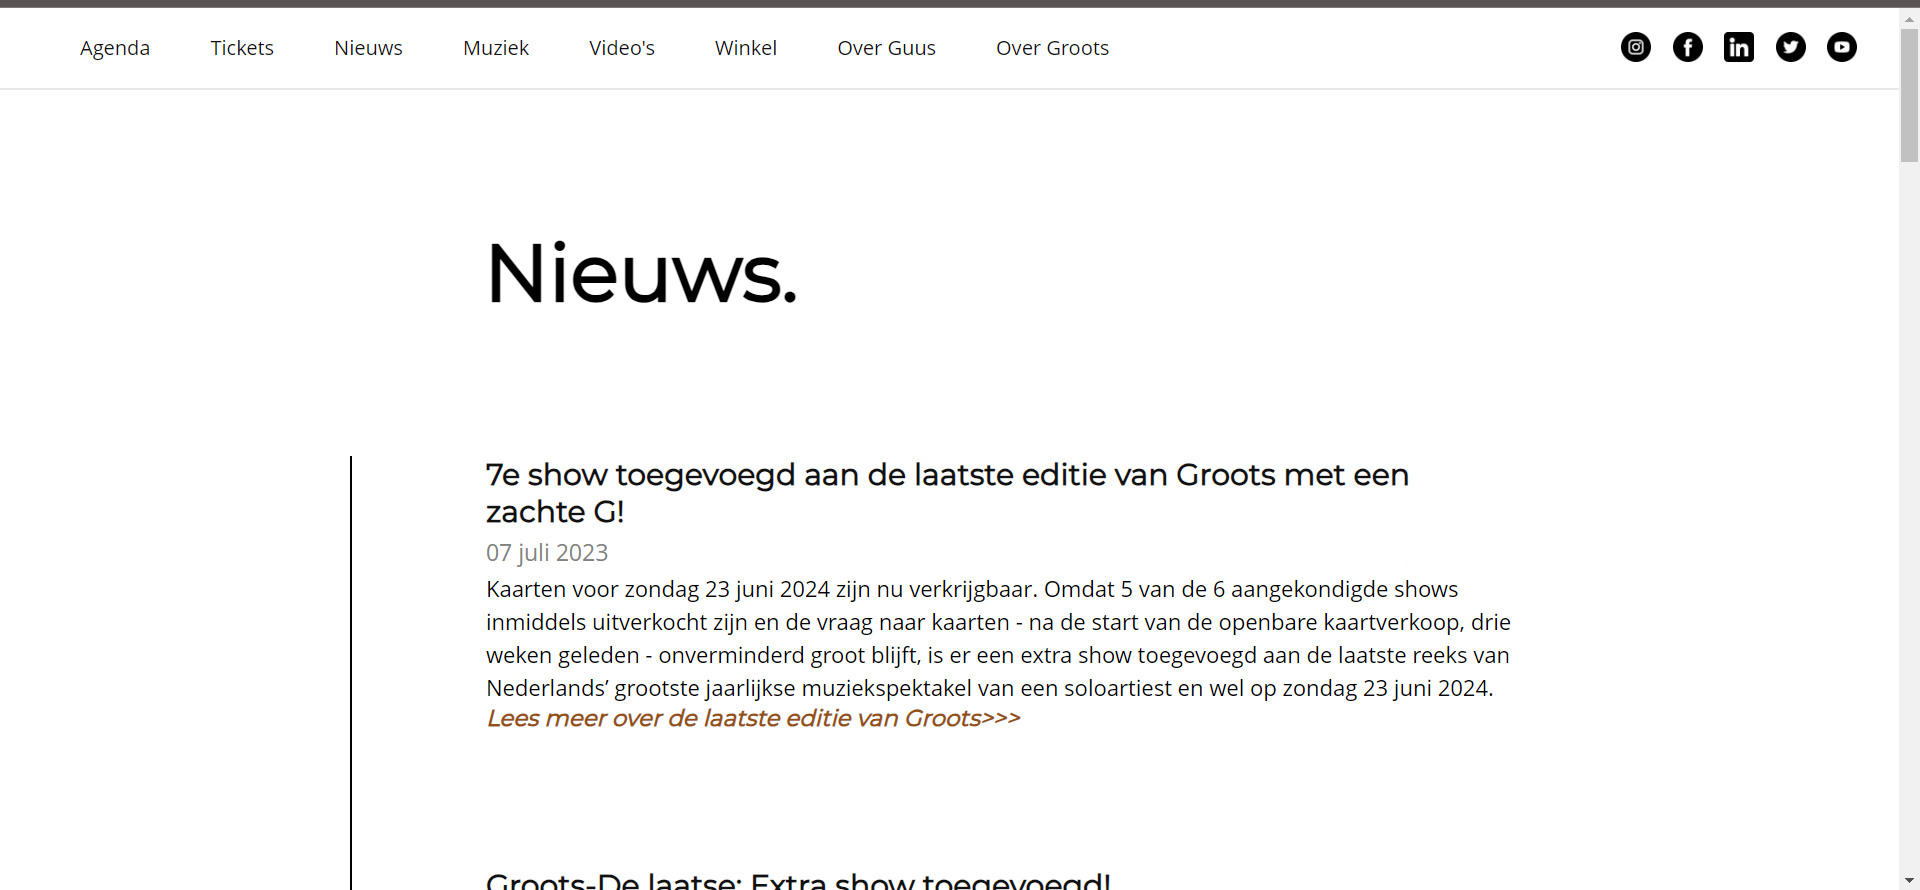 Agenda Tickets Nieuws Muziek Video's Winkel Over Guus Over Groots
Nieuws.
7e show toegevoegd aan de laatste editie van Groots met een
zachte G!
07 juli 2023
Kaarten voor zondag 23 juni 2024 zijn nu verkrijgbaar. Omdat 5 van de 6 aangekondigde shows
inmiddels uitverkocht zijn en de vraag naar kaarten - na de start van de openbare kaartverkoop, drie
weken geleden - onverminderd groot blijft, is er een extra show toegevoegd aan de laatste reeks van
Nederlands’ grootste jaarlijkse muziekspektakel van een soloartiest en wel op zondag 23 juni 2024.
Lees meer over de laatste editie van Groots>>>
Groots-De laatse: Extra show toegevoegd!